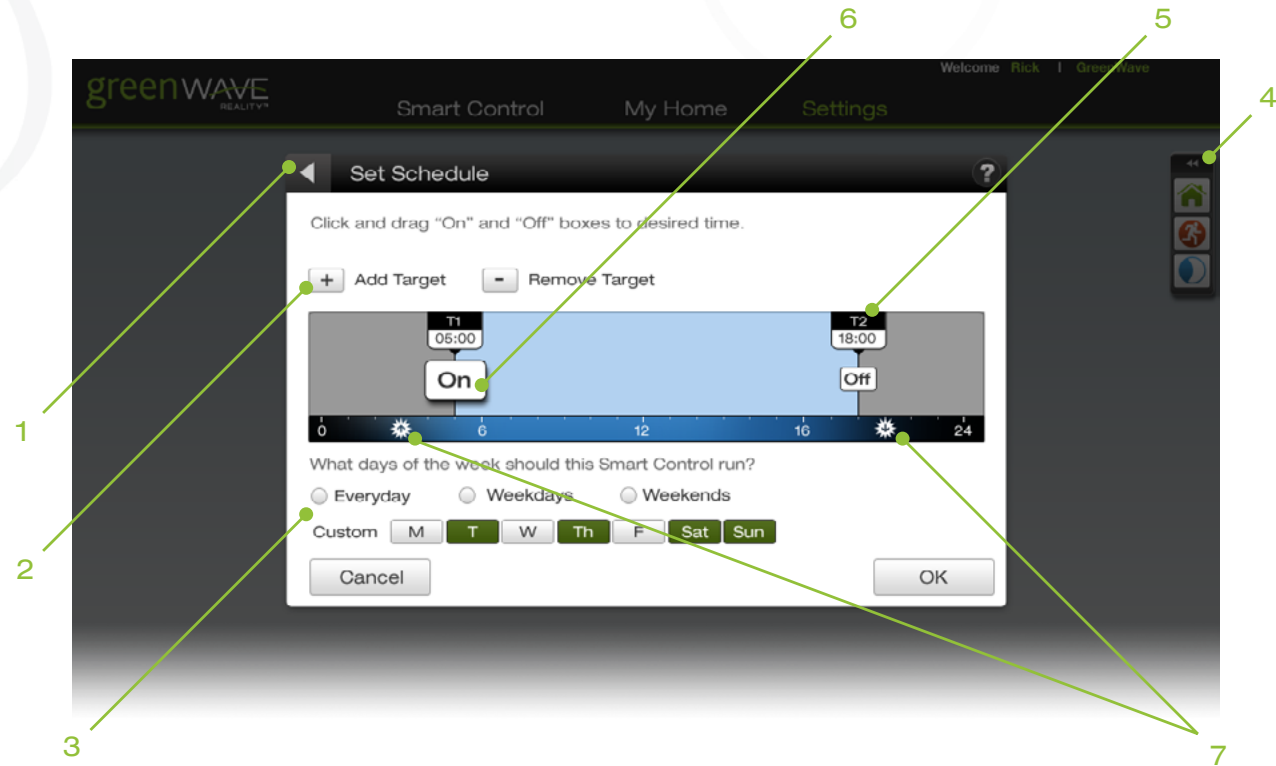 6 5
Welcome Rick I GreenWave
greenWAVE
REALITY™
Smart Control My Home Settings
4
Set Schedule ?
Click and drag “On” and “Off” boxes to desired time.
+ Add Target - Remove Target
T1 T2
05:00 18:00
On Off
1
0 6 12 16 24
What days of the week should this Smart Control run?
Everyday Weekdays Weekends
Custom M T W Th F Sat Sun
2
Cancel OK
3
7